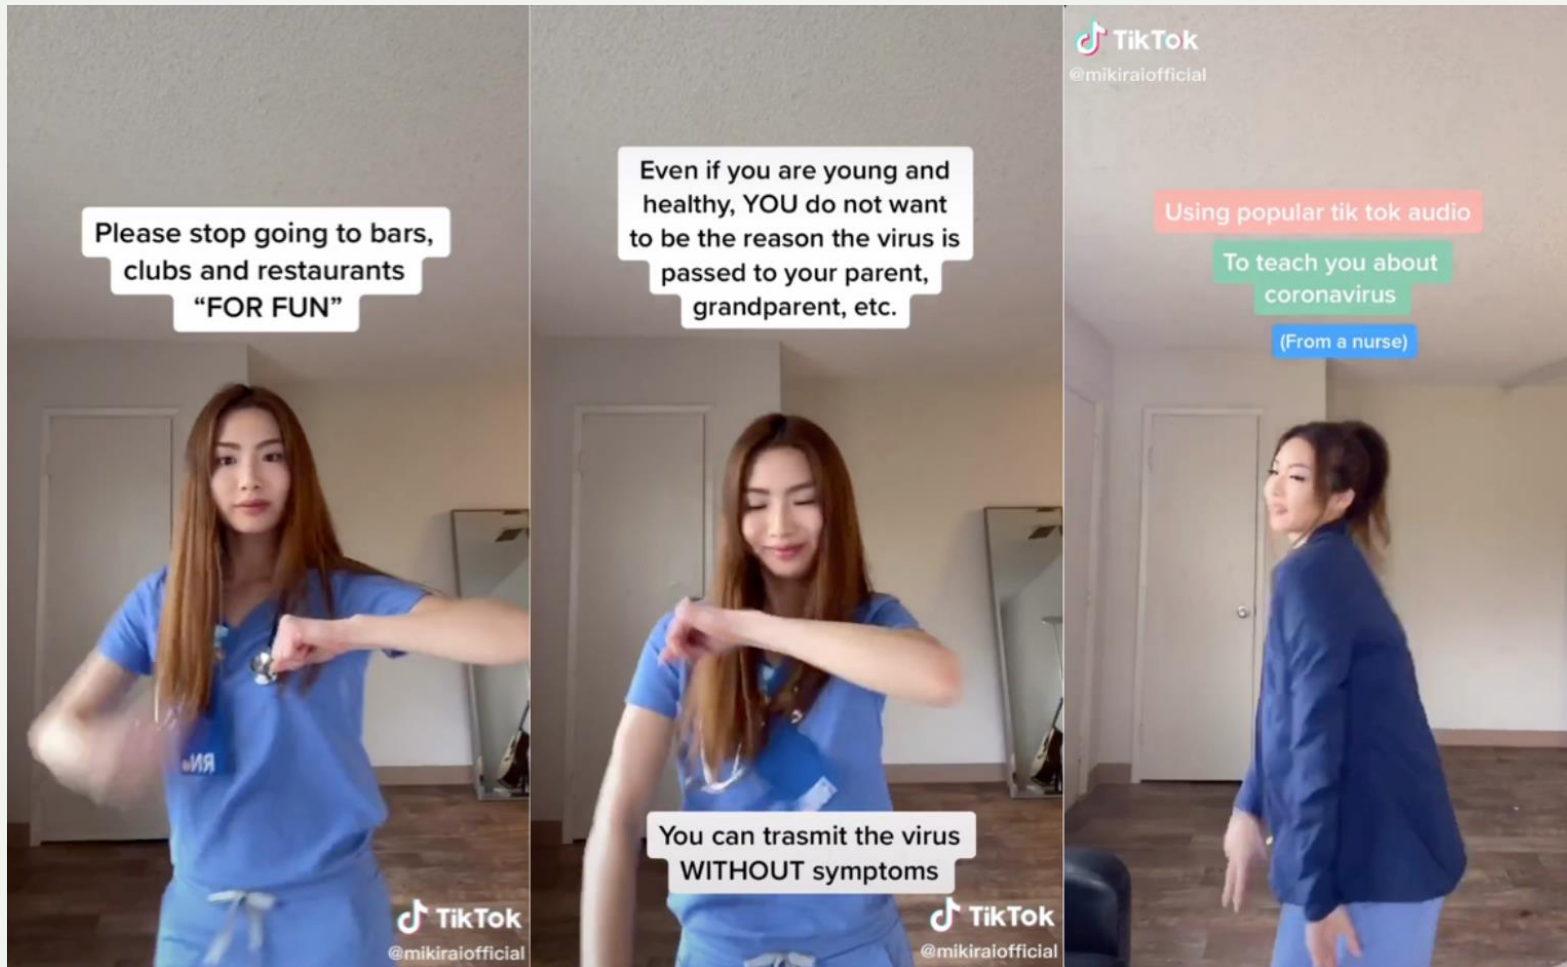 Please stop going to bars,
clubs and restaurants
“FOR FUN”
RN
TikTok
@mikiraiofficial
Even if you are young and
healthy, YOU do not want
to be the reason the virus is
passed to your parent,
grandparent, etc.
You can trasmit the virus
WITHOUT symptoms
TikTok
@mikiraiofficial
TikTok
@mikiraiofficial
Using popular tik tok audio
To teach you about
coronavirus
(From a nurse)